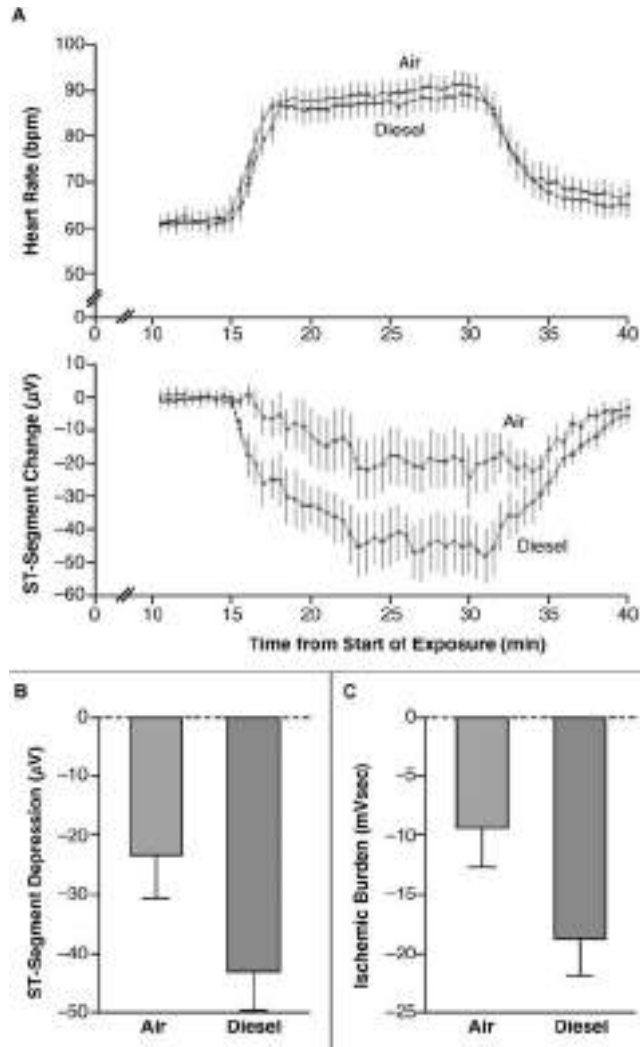 A
100
90
80
70
60
50
0
Heart Rate (bpm)
Air
Diesel
0 10 15 20 25 30 35 40
10
0
−10
−20
−30
−40
−50
−60
ST-Segment Change (μV)
Air
Diesel
0 10 15 20 25 30 35 40
Time from Start of Exposure (min)
B
0
−10
−20
−30
−40
−50
ST-Segment Depression (μV)
Air Diesel
C
0
−5
−10
−15
−20
−25
Ischemic Burden (mVsec)
Air Diesel